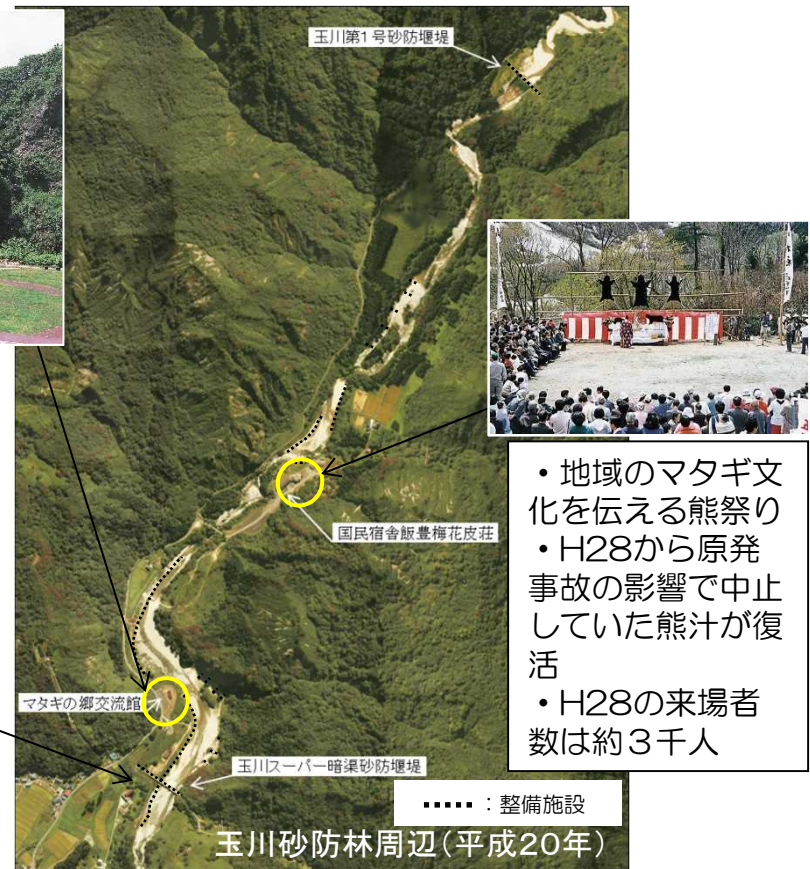 玉川第1号砂防堰堤
国民宿舎飯豊梅花皮荘
・地域のマタギ文
化を伝える熊祭り
・H28から原発
事故の影響で中止
していた熊汁が復
活
・H28の来場者
数は約３千人
マタギの郷交流館
玉川スーパー暗渠砂防堰堤
：整備施設
玉川砂防林周辺（平成20年）